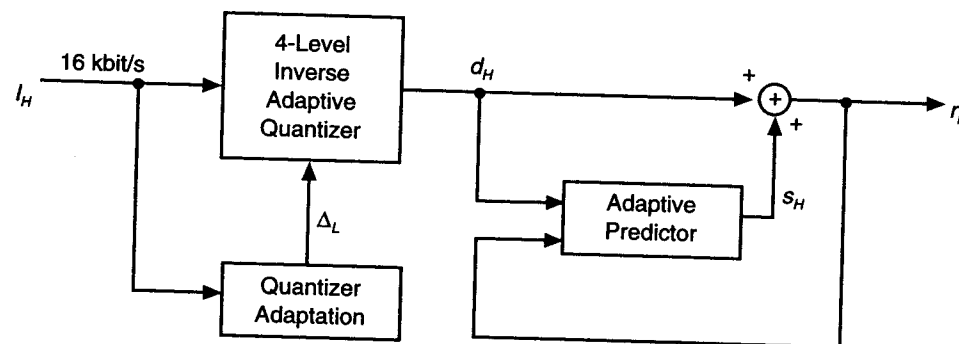 16 kbit/s
I_H
4-Level
Inverse
Adaptive
Quantizer
d_H
+
+
+
r
Δ_L
Adaptive
Predictor
s_H
Quantizer
Adaptation